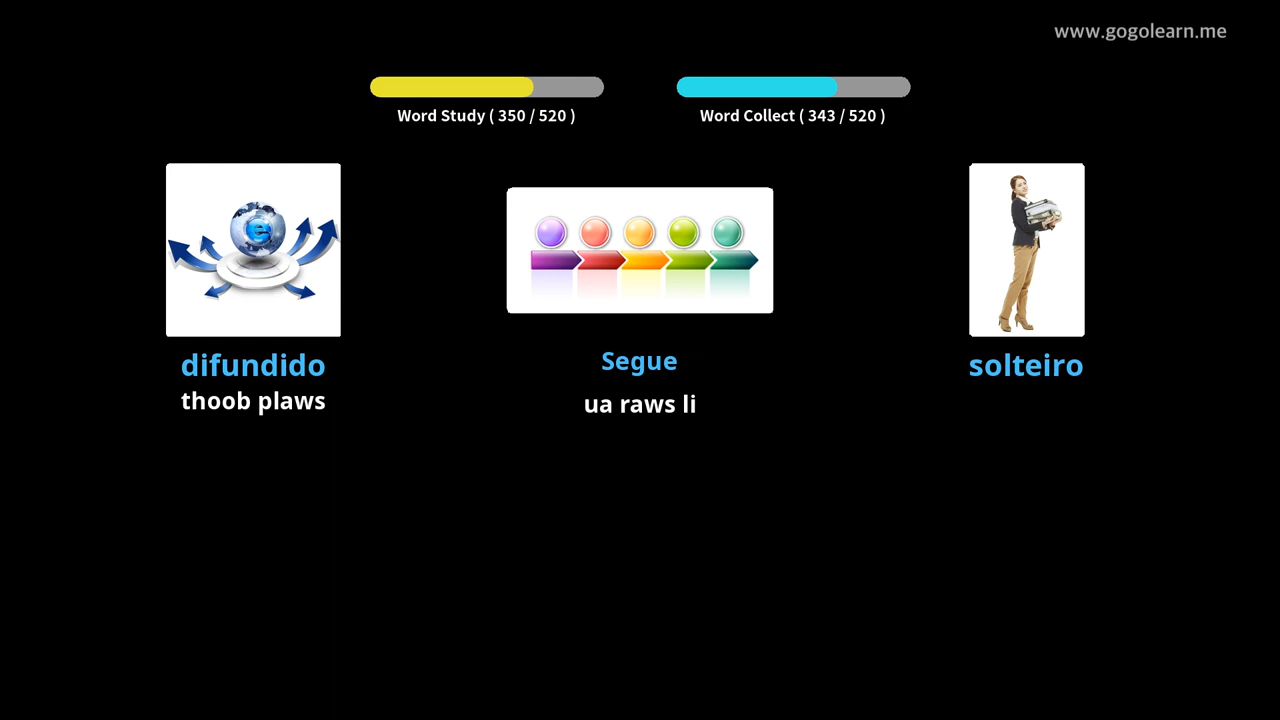 www.gogolearn.me
Word Study ( 350 / 520 )
Word Collect ( 343 / 520 )
e
difundido
thoob plaws
Segue
ua raws li
solteiro